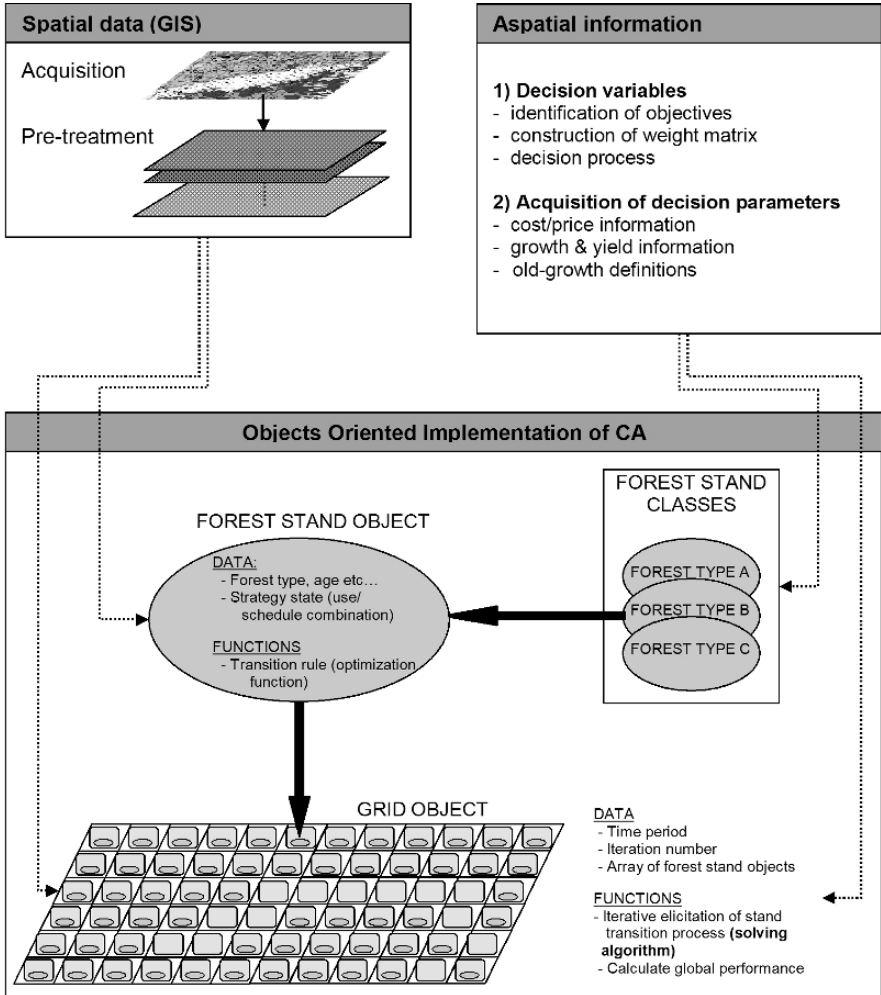 Spatial data (GIS)
Acquisition
Pre-treatment
Aspatial information
1) Decision variables
- identification of objectives
- construction of weight matrix
- decision process
2) Acquisition of decision parameters
- cost/price information
- growth & yield information
- old-growth definitions
Objects Oriented Implementation of CA
FOREST STAND OBJECT
DATA:
- Forest type, age etc...
- Strategy state (use/
schedule combination)
FUNCTIONS
- Transition rule (optimization
function)
FOREST STAND
CLASSES
FOREST TYPE A
FOREST TYPE B
FOREST TYPE C
GRID OBJECT
DATA
- Time period
- Iteration number
- Array of forest stand objects
FUNCTIONS
- Iterative elicitation of stand
transition process (solving
algorithm)
- Calculate global performance